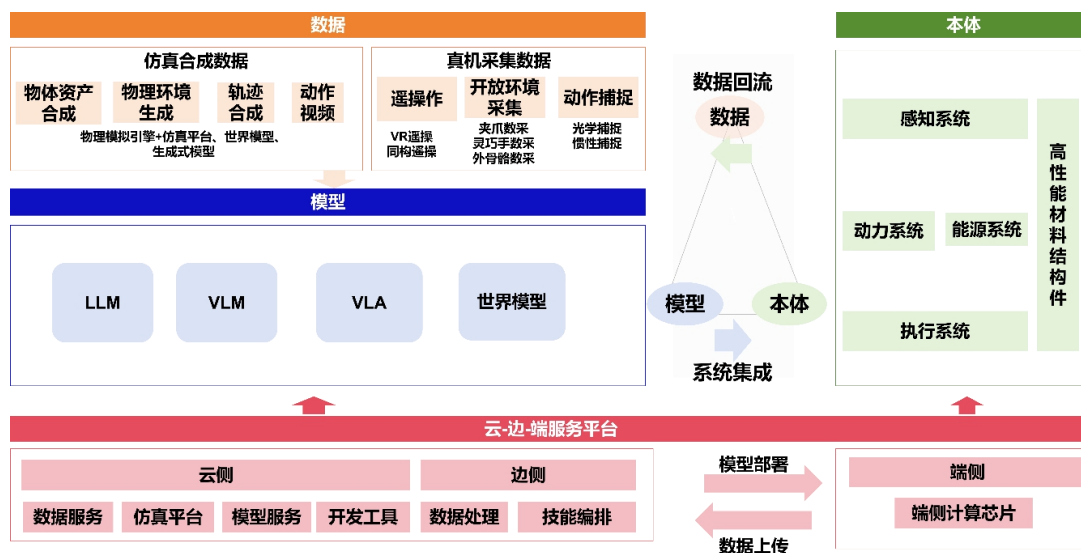 数据
仿真合成数据
物体资产
合成
物理环境
生成
轨迹
合成
动作
视频
物理模拟引擎+仿真平台、世界模型、
生成式模型
真机采集数据
遥操作
VR遥操
同构遥操
开放环境
采集
夹爪数采
灵巧手数采
外骨骼数采
动作捕捉
光学捕捉
惯性捕捉
模型
LLM
VLM
VLA
世界模型
数据回流
数据
模型
本体
系统集成
本体
感知系统
动力系统
能源系统
执行系统
高性能材料结构件
云-边-端服务平台
云侧
数据服务
仿真平台
模型服务
开发工具
边侧
数据处理
技能编排
模型部署
数据上传
端侧
端侧计算芯片